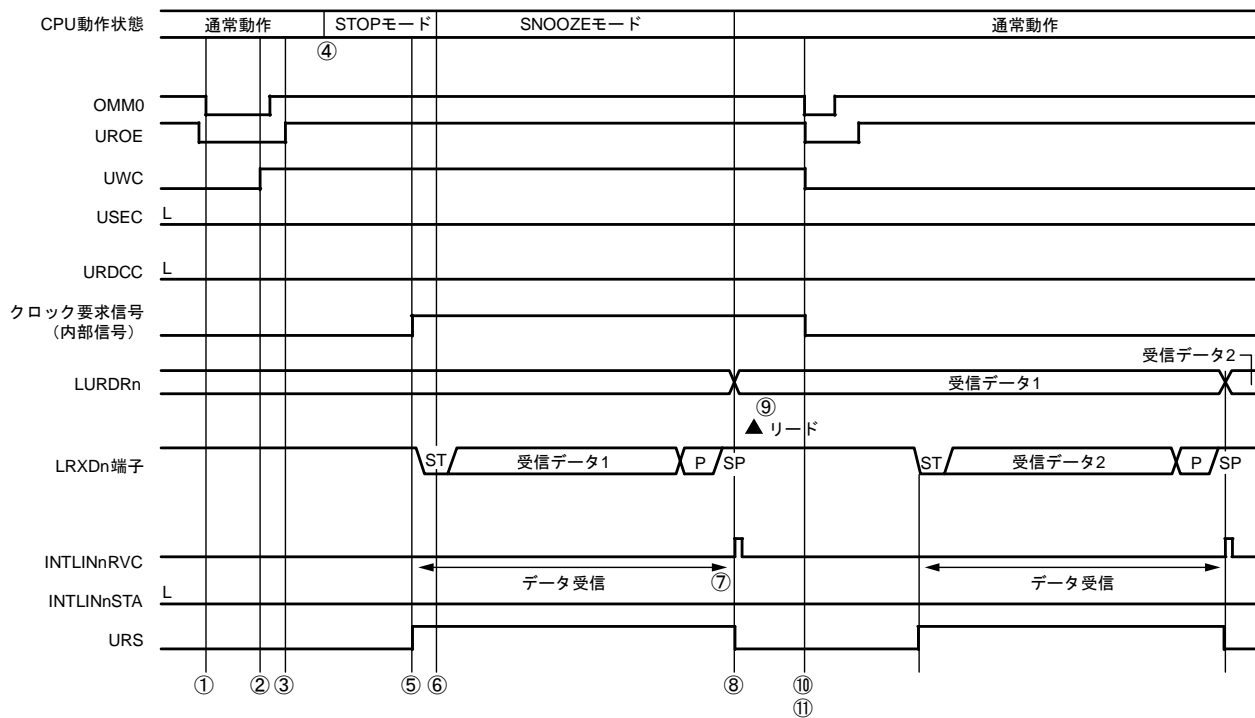 CPU動作状態 通常動作 STOPモード SNOOZEモード 通常動作
④
OMM0
UROE
UWC
USEC L
URDCC L
クロック要求信号
（内部信号）
受信データ2
LURDRn 受信データ1
⑨
▲ リード
LRXDn端子 ST 受信データ1 P SP ST 受信データ2 P SP
INTLINnRVC
データ受信 ⑦ データ受信
INTLINnSTA L
URS
① ② ③ ⑤ ⑥ ⑧ ⑩
⑪